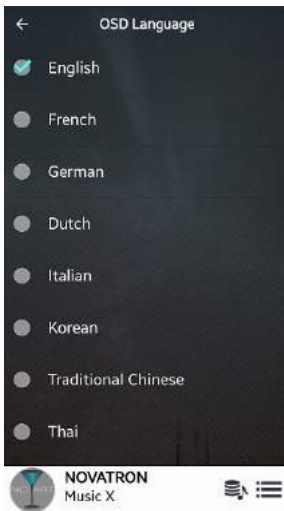 OSD Language
English
French
German
Dutch
Italian
Korean
Traditional Chinese
Thai
NOVATRON
Music X